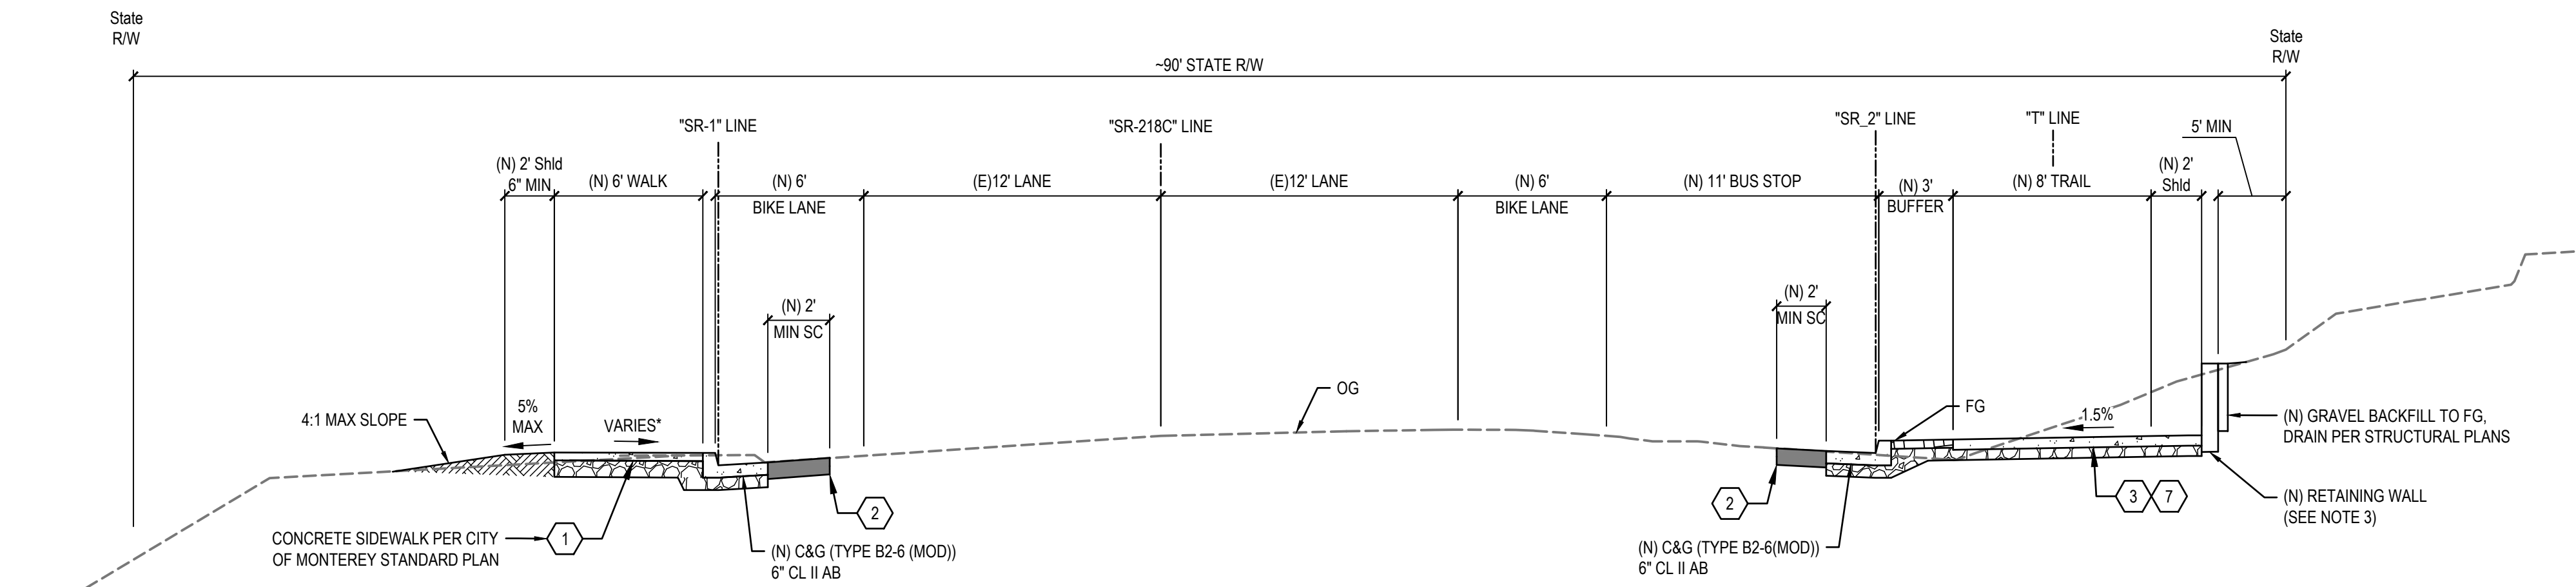 State
R/W
State
R/W
~90' STATE R/W
"SR-1" LINE
"SR-218C" LINE
"SR_2" LINE
"T" LINE
5' MIN
(N) 2' Shld
6" MIN
(N) 6' WALK
(N) 6'
BIKE LANE
(E)12' LANE
(E)12' LANE
(N) 6'
BIKE LANE
(N) 11' BUS STOP
(N) 3'
BUFFER
(N) 8' TRAIL
(N) 2'
Shld
(N) 2'
MIN SC
(N) 2'
MIN SC
OG
FG
4:1 MAX SLOPE
5%
MAX
VARIES*
1.5%
(N) GRAVEL BACKFILL TO FG,
DRAIN PER STRUCTURAL PLANS
2
2
3
7
(N) RETAINING WALL
(SEE NOTE 3)
CONCRETE SIDEWALK PER CITY
OF MONTEREY STANDARD PLAN
1
(N) C&G (TYPE B2-6 (MOD))
6" CL II AB
(N) C&G (TYPE B2-6(MOD))
6" CL II AB